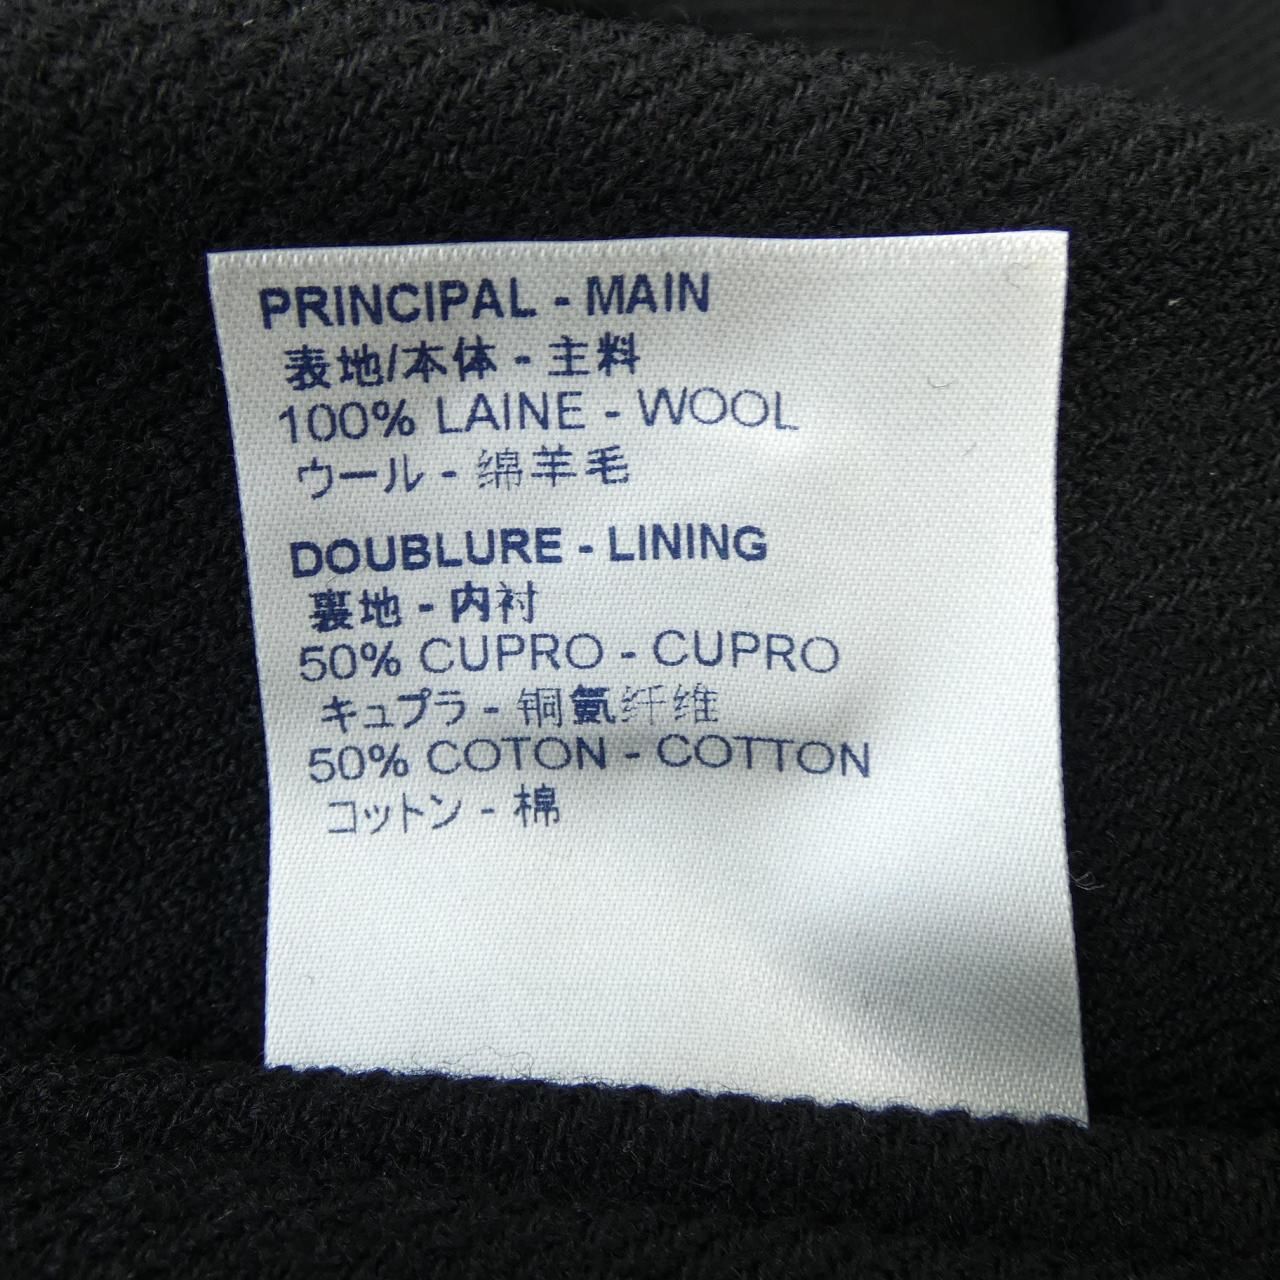 PRINCIPAL - MAIN
表地/本体 - 主料
100% LAINE - WOOL
ウール - 绵羊毛
DOUBLURE - LINING
裏地 - 内衬
50% CUPRO - CUPRO
キュプラ - 铜氨纤维
50% COTON - COTTON
コットン - 棉